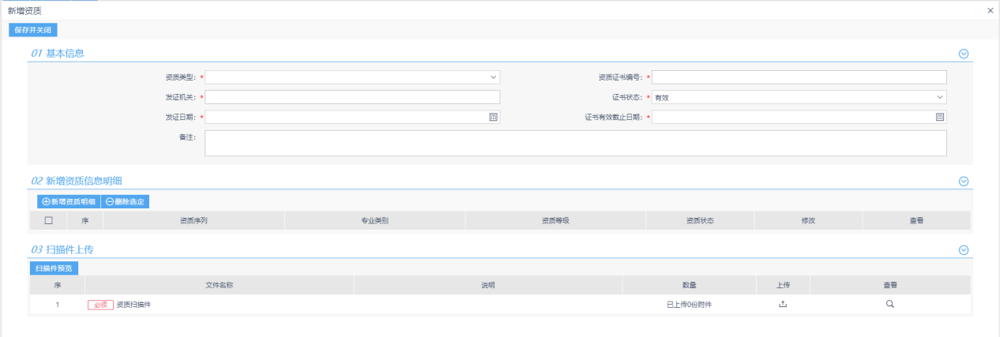 新增资质
保存并关闭
01 基本信息
资质类型：* 资质证书编号：*
发证机关：* 证书状态：* 有效
发证日期：* 证书有效截止日期：*
备注：
02 新增资质信息明细
新增资质明细 删除选定
序 资质序列 专业类别 资质等级 资质状态 修改 查看
03 扫描件上传
扫描件预览
序 文件名称 说明 数量 上传 查看
1 必须 资质扫描件 已上传0份附件